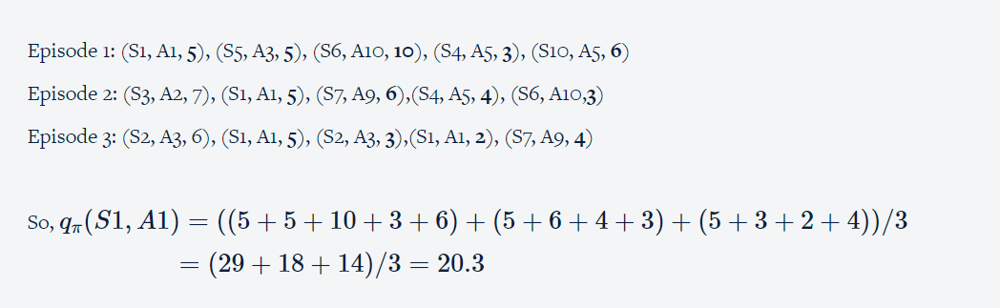 Episode 1: (S1, A1, 5), (S5, A3, 5), (S6, A10, 10), (S4, A5, 3), (S10, A5, 6)
Episode 2: (S3, A2, 7), (S1, A1, 5), (S7, A9, 6),(S4, A5, 4), (S6, A10,3)
Episode 3: (S2, A3, 6), (S1, A1, 5), (S2, A3, 3),(S1, A1, 2), (S7, A9, 4)
So, qπ(S1, A1) = ((5 + 5 + 10 + 3 + 6) + (5 + 6 + 4 + 3) + (5 + 3 + 2 + 4))/3
= (29 + 18 + 14)/3 = 20.3